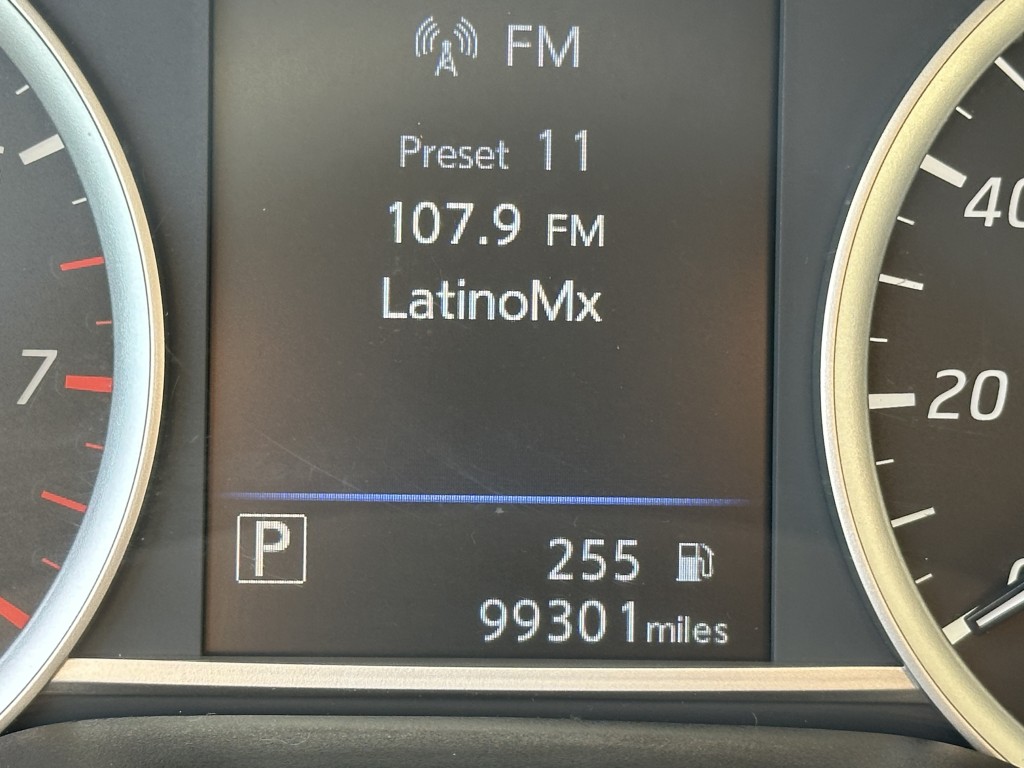 FM
Preset 11
107.9 FM
LatinoMx
40
7
20
P
255
99301 miles